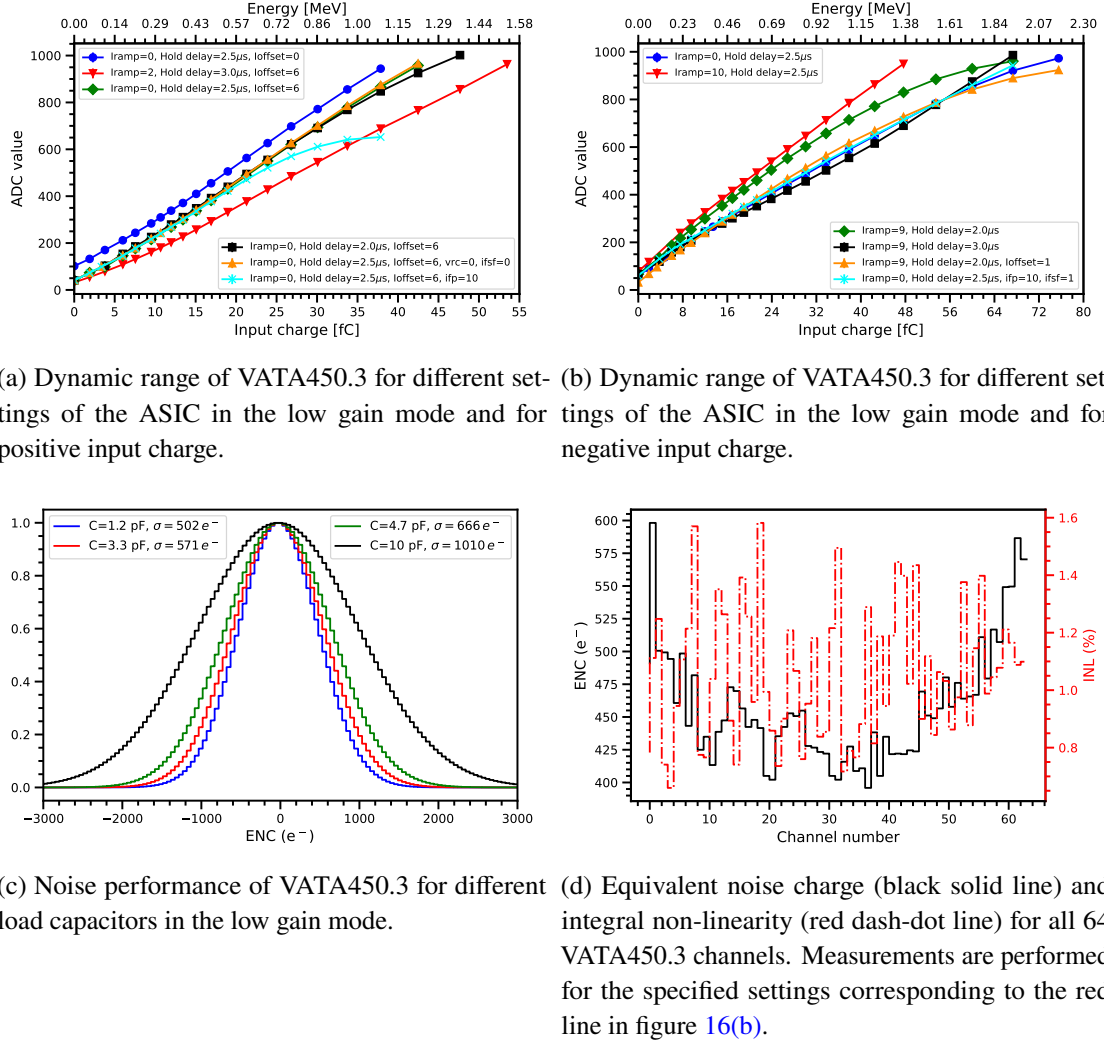 Energy [MeV]
0.00 0.14 0.29 0.43 0.57 0.72 0.86 1.00 1.15 1.29 1.44 1.58
1000
800
600
400
200
0
ADC value
Iramp=0, Hold delay=2.5μs, Ioffset=0
Iramp=2, Hold delay=3.0μs, Ioffset=6
Iramp=0, Hold delay=2.5μs, Ioffset=6
Iramp=0, Hold delay=2.0μs, Ioffset=6
Iramp=0, Hold delay=2.5μs, Ioffset=6, vrc=0, ifsf=0
Iramp=0, Hold delay=2.5μs, Ioffset=6, ifp=10
0 5 10 15 20 25 30 35 40 45 50 55
Input charge [fC]
Energy [MeV]
0.00 0.23 0.46 0.69 0.92 1.15 1.38 1.61 1.84 2.07 2.30
1000
800
600
400
200
0
ADC value
Iramp=0, Hold delay=2.5μs
Iramp=10, Hold delay=2.5μs
Iramp=9, Hold delay=2.0μs
Iramp=9, Hold delay=3.0μs
Iramp=9, Hold delay=2.0μs, Ioffset=1
Iramp=0, Hold delay=2.5μs, ifp=10, ifsf=1
0 8 16 24 32 40 48 56 64 72 80
Input charge [fC]
(a) Dynamic range of VATA450.3 for different set-
tings of the ASIC in the low gain mode and for
positive input charge.
(b) Dynamic range of VATA450.3 for different set-
tings of the ASIC in the low gain mode and for
negative input charge.
1.0
0.8
0.6
0.4
0.2
0.0
C=1.2 pF, σ = 502 e⁻
C=3.3 pF, σ = 571 e⁻
C=4.7 pF, σ = 666 e⁻
C=10 pF, σ = 1010 e⁻
−3000 −2000 −1000 0 1000 2000 3000
ENC (e⁻)
600
575
550
525
500
475
450
425
400
ENC (e⁻)
1.6
1.4
1.2
1.0
0.8
INL (%)
0 10 20 30 40 50 60
Channel number
(c) Noise performance of VATA450.3 for different
load capacitors in the low gain mode.
(d) Equivalent noise charge (black solid line) and
integral non-linearity (red dash-dot line) for all 64
VATA450.3 channels. Measurements are performed
for the specified settings corresponding to the red
line in figure 16(b).